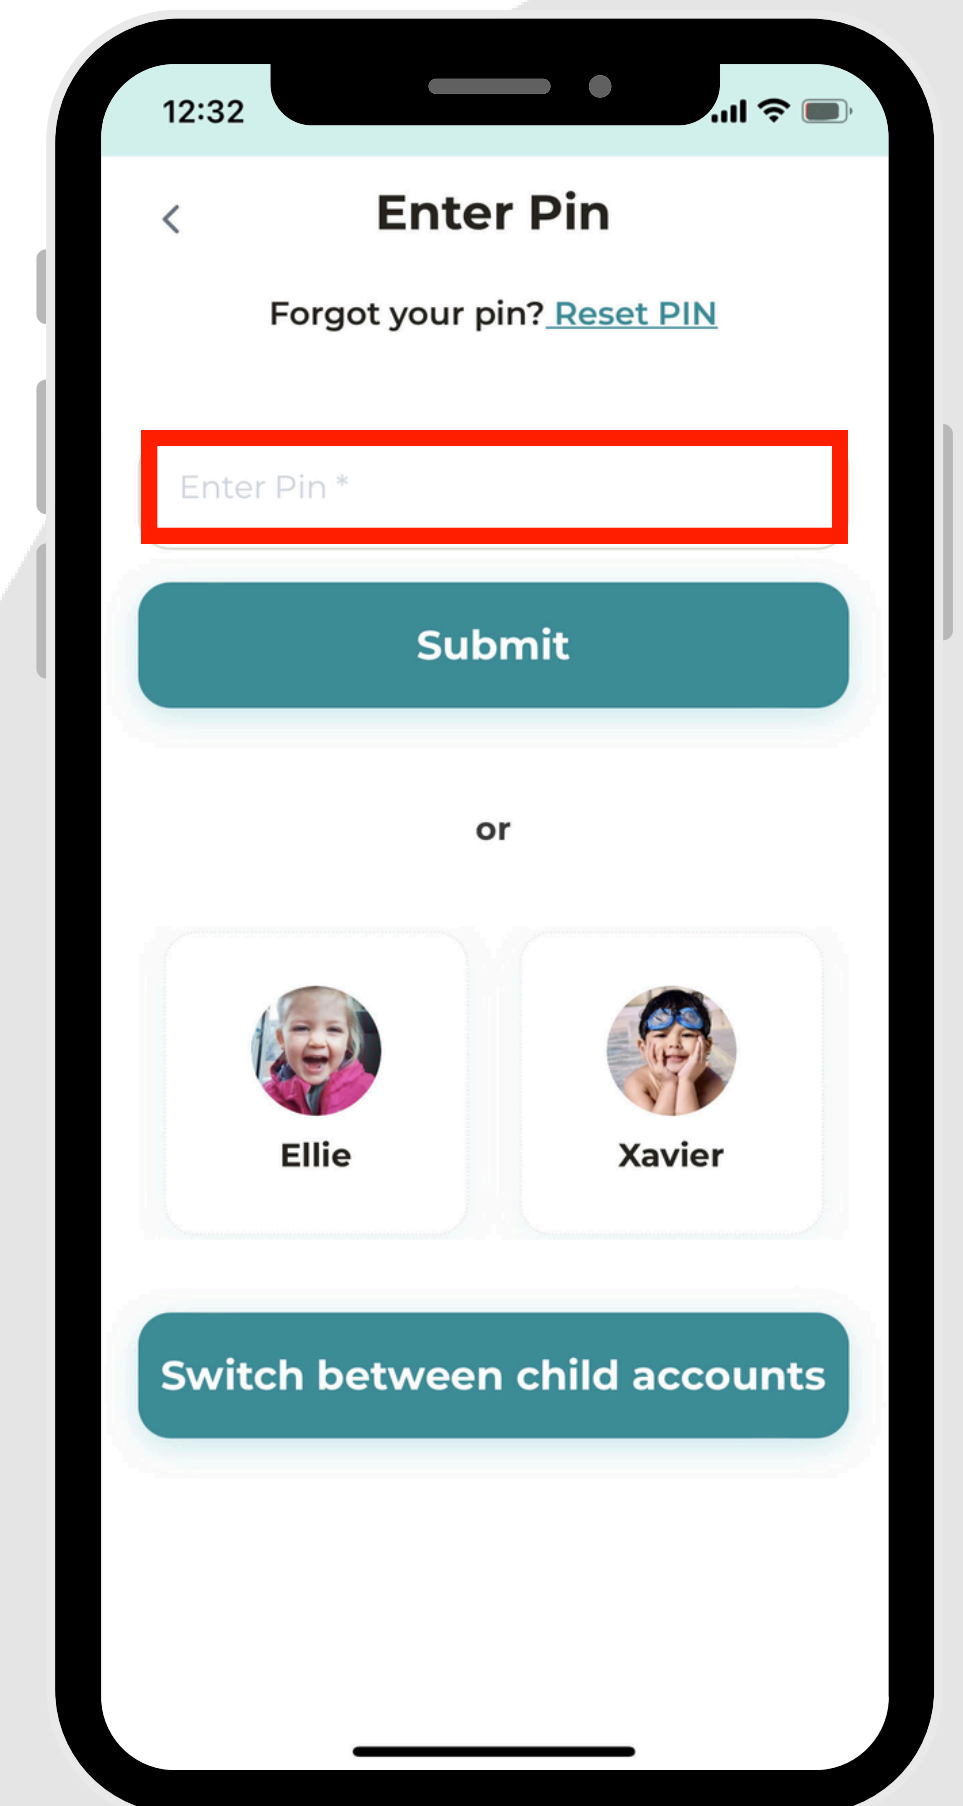 12:32
Enter Pin
Forgot your pin? Reset PIN
Enter Pin *
Submit
or
Ellie
Xavier
Switch between child accounts